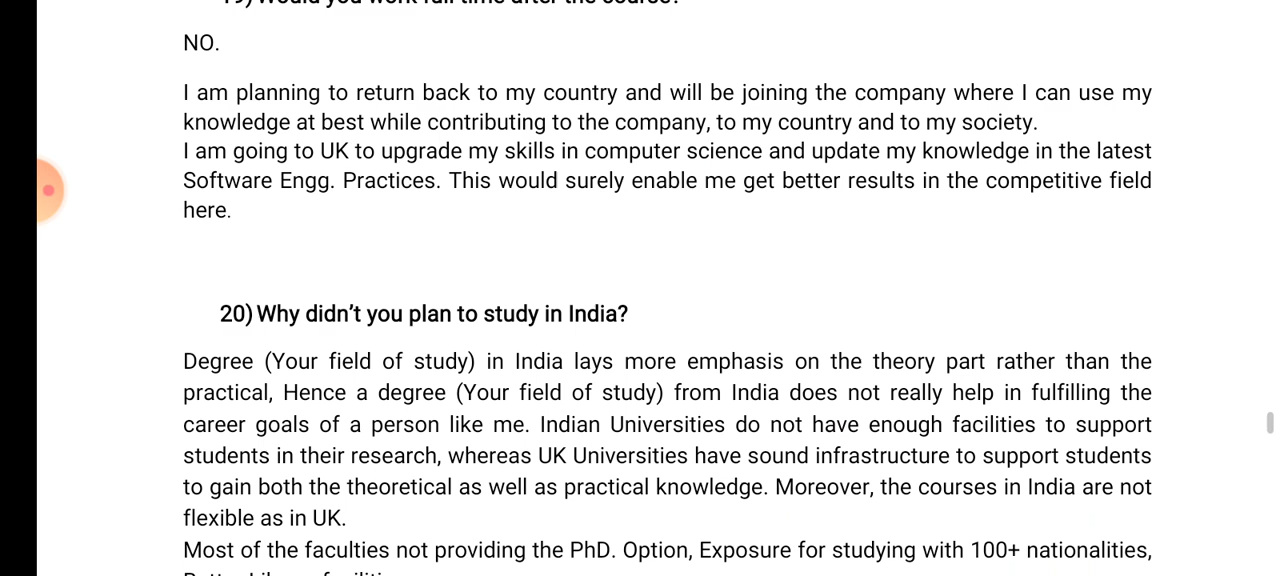 19) Would you work full time after the course?
NO.
I am planning to return back to my country and will be joining the company where I can use my
knowledge at best while contributing to the company, to my country and to my society.
I am going to UK to upgrade my skills in computer science and update my knowledge in the latest
Software Engg. Practices. This would surely enable me get better results in the competitive field
here.
20) Why didn’t you plan to study in India?
Degree (Your field of study) in India lays more emphasis on the theory part rather than the
practical, Hence a degree (Your field of study) from India does not really help in fulfilling the
career goals of a person like me. Indian Universities do not have enough facilities to support
students in their research, whereas UK Universities have sound infrastructure to support students
to gain both the theoretical as well as practical knowledge. Moreover, the courses in India are not
flexible as in UK.
Most of the faculties not providing the PhD. Option, Exposure for studying with 100+ nationalities,